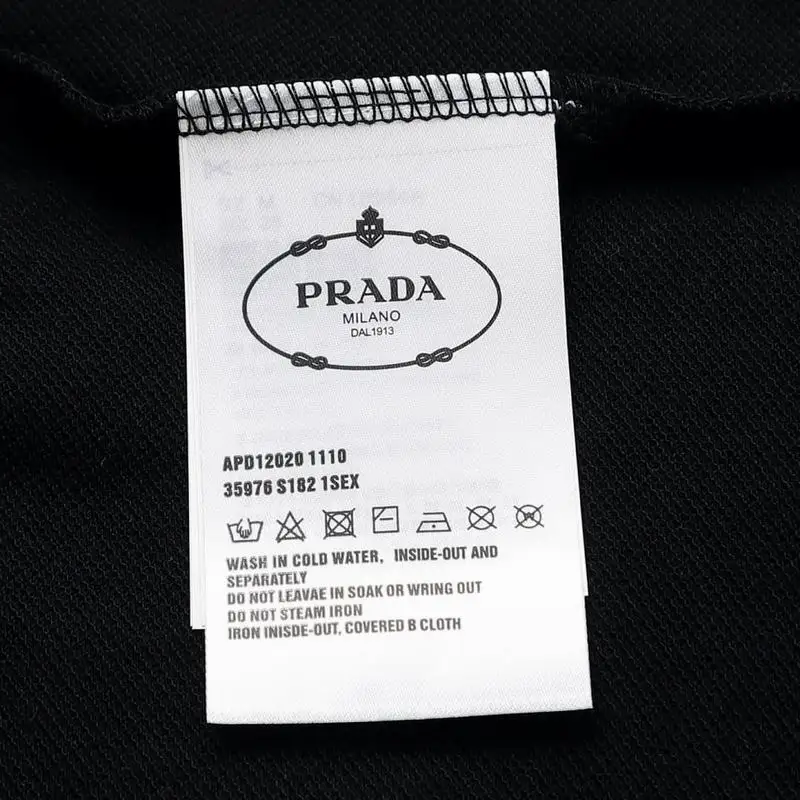 PRADA
MILANO
DAL1913
APD12020 1110
35976 S182 1SEX
WASH IN COLD WATER, INSIDE-OUT AND
SEPARATELY
DO NOT LEAVAE IN SOAK OR WRING OUT
DO NOT STEAM IRON
IRON INISDE-OUT, COVERED B CLOTH